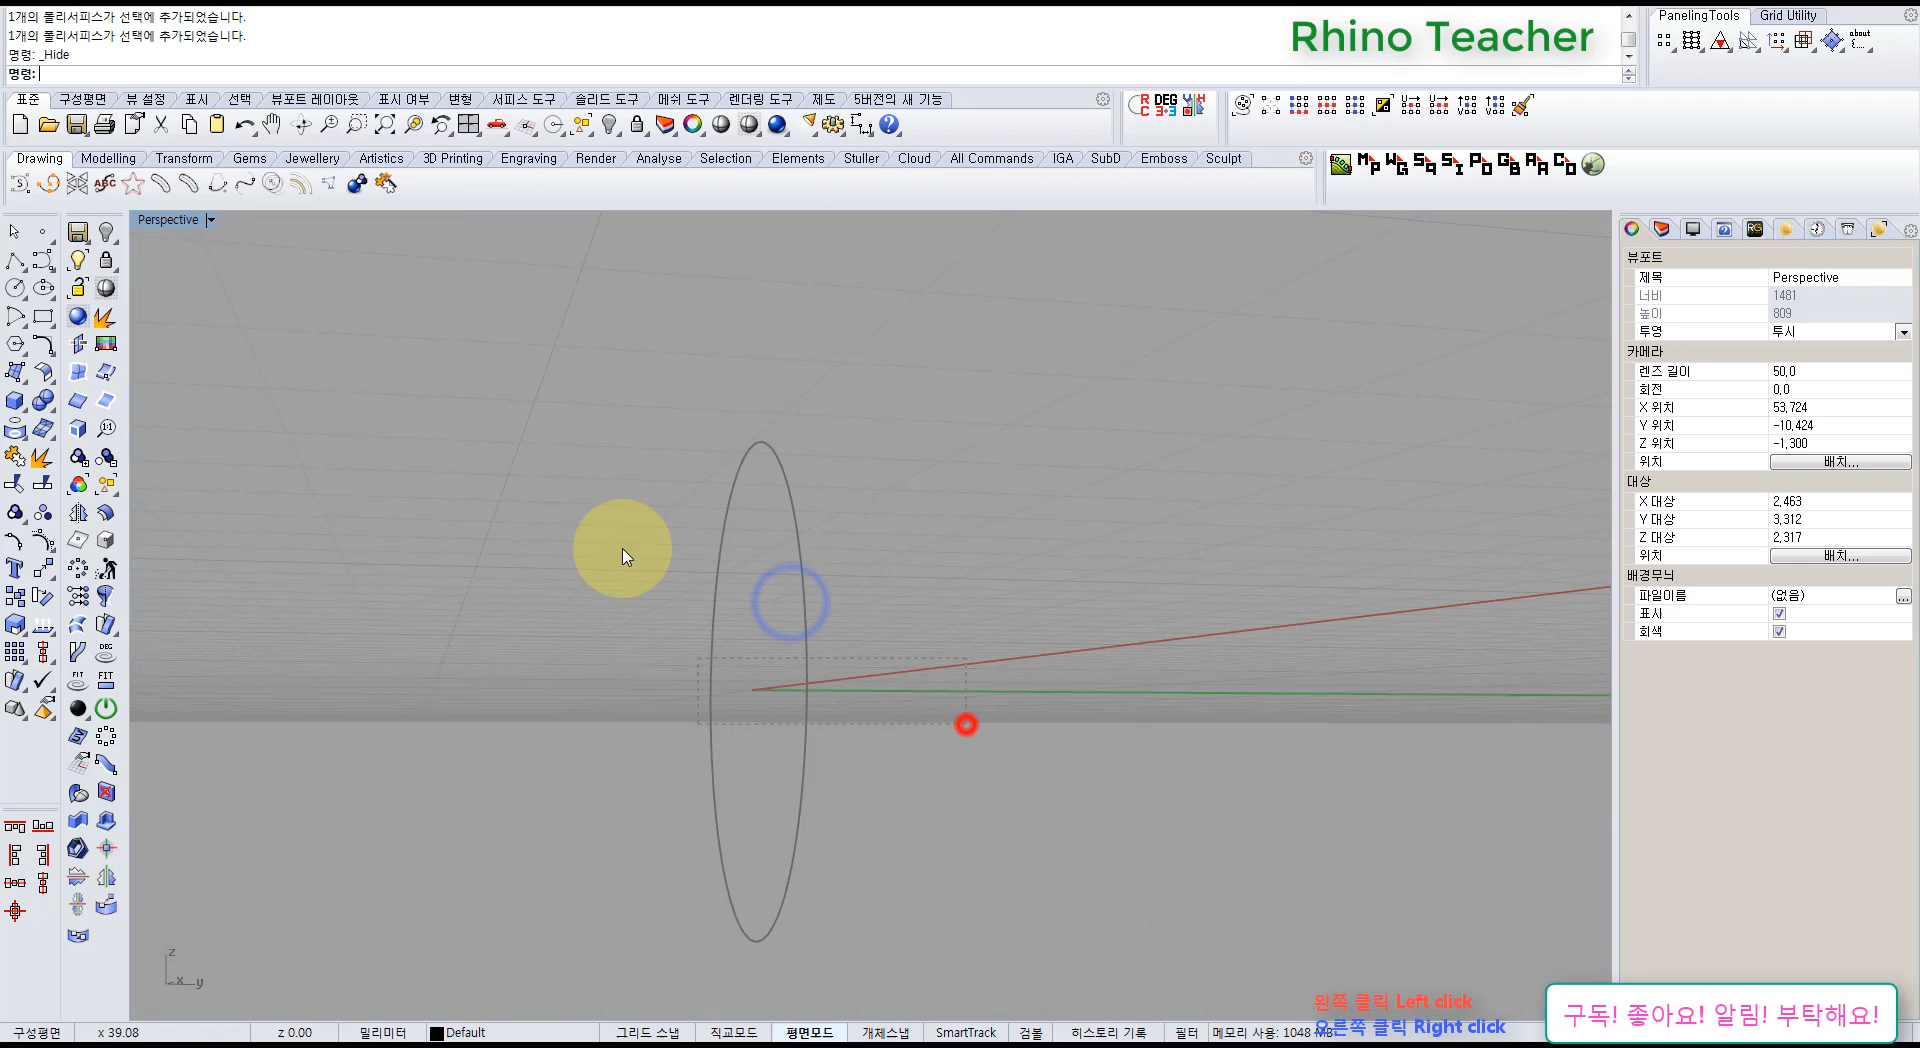 1개의 폴리서피스가 선택에 추가되었습니다.
1개의 폴리서피스가 선택에 추가되었습니다.
명령: _Hide
명령:
Rhino Teacher
PanelingTools Grid Utility
about
표준 구성평면 뷰 설정 표시 선택 뷰포트 레이아웃 표시 여부 변형 서피스 도구 솔리드 도구 메쉬 도구 렌더링 도구 제도 5버전의 새 기능
Drawing Modelling Transform Gems Jewellery Artistics 3D Printing Engraving Render Analyse Selection Elements Stuller Cloud All Commands IGA SubD Emboss Sculpt
Perspective
뷰포트
제목 Perspective
너비 1481
높이 809
투영 투시
카메라
렌즈 길이 50,0
회전 0,0
X 위치 53,724
Y 위치 -10,424
Z 위치 -1,300
위치 배치...
대상
X 대상 2,463
Y 대상 3,312
Z 대상 2,317
위치 배치...
배경무늬
파일이름 (없음) ...
표시
회색
z
x y
왼쪽 클릭 Left click
오른쪽 클릭 Right click
구독! 좋아요! 알림! 부탁해요!
구성평면 x 39.08 z 0.00 밀리미터 Default 그리드 스냅 직교모드 평면모드 개체스냅 SmartTrack 검볼 히스토리 기록 필터 메모리 사용: 1048 MB